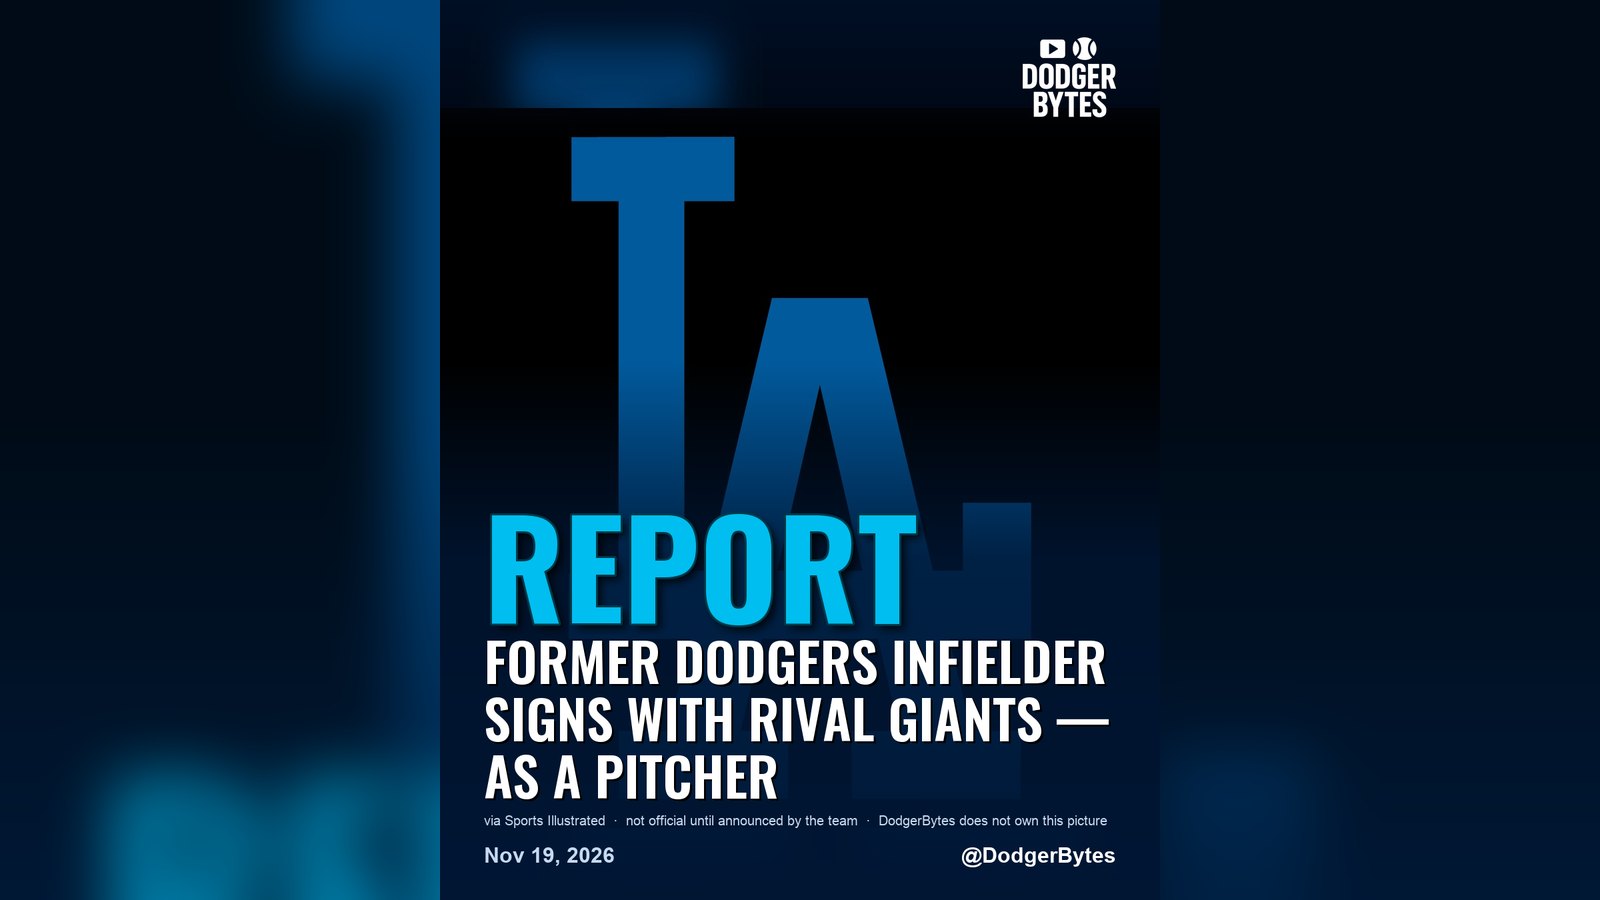 DODGER
BYTES
LA
REPORT
FORMER DODGERS INFIELDER
SIGNS WITH RIVAL GIANTS —
AS A PITCHER
via Sports Illustrated · not official until announced by the team · DodgerBytes does not own this picture
Nov 19, 2026
@DodgerBytes